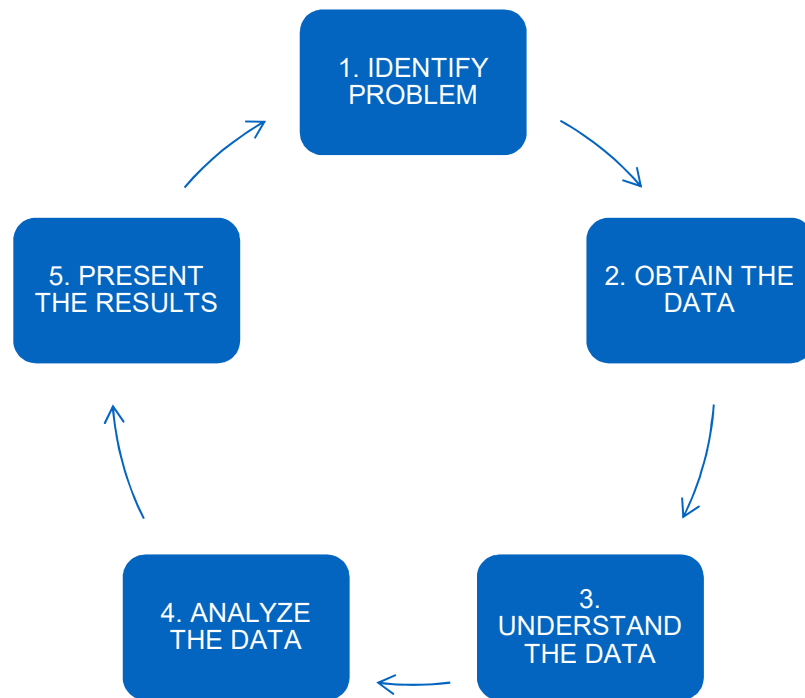 1. IDENTIFY
PROBLEM
2. OBTAIN THE
DATA
3.
UNDERSTAND
THE DATA
4. ANALYZE
THE DATA
5. PRESENT
THE RESULTS